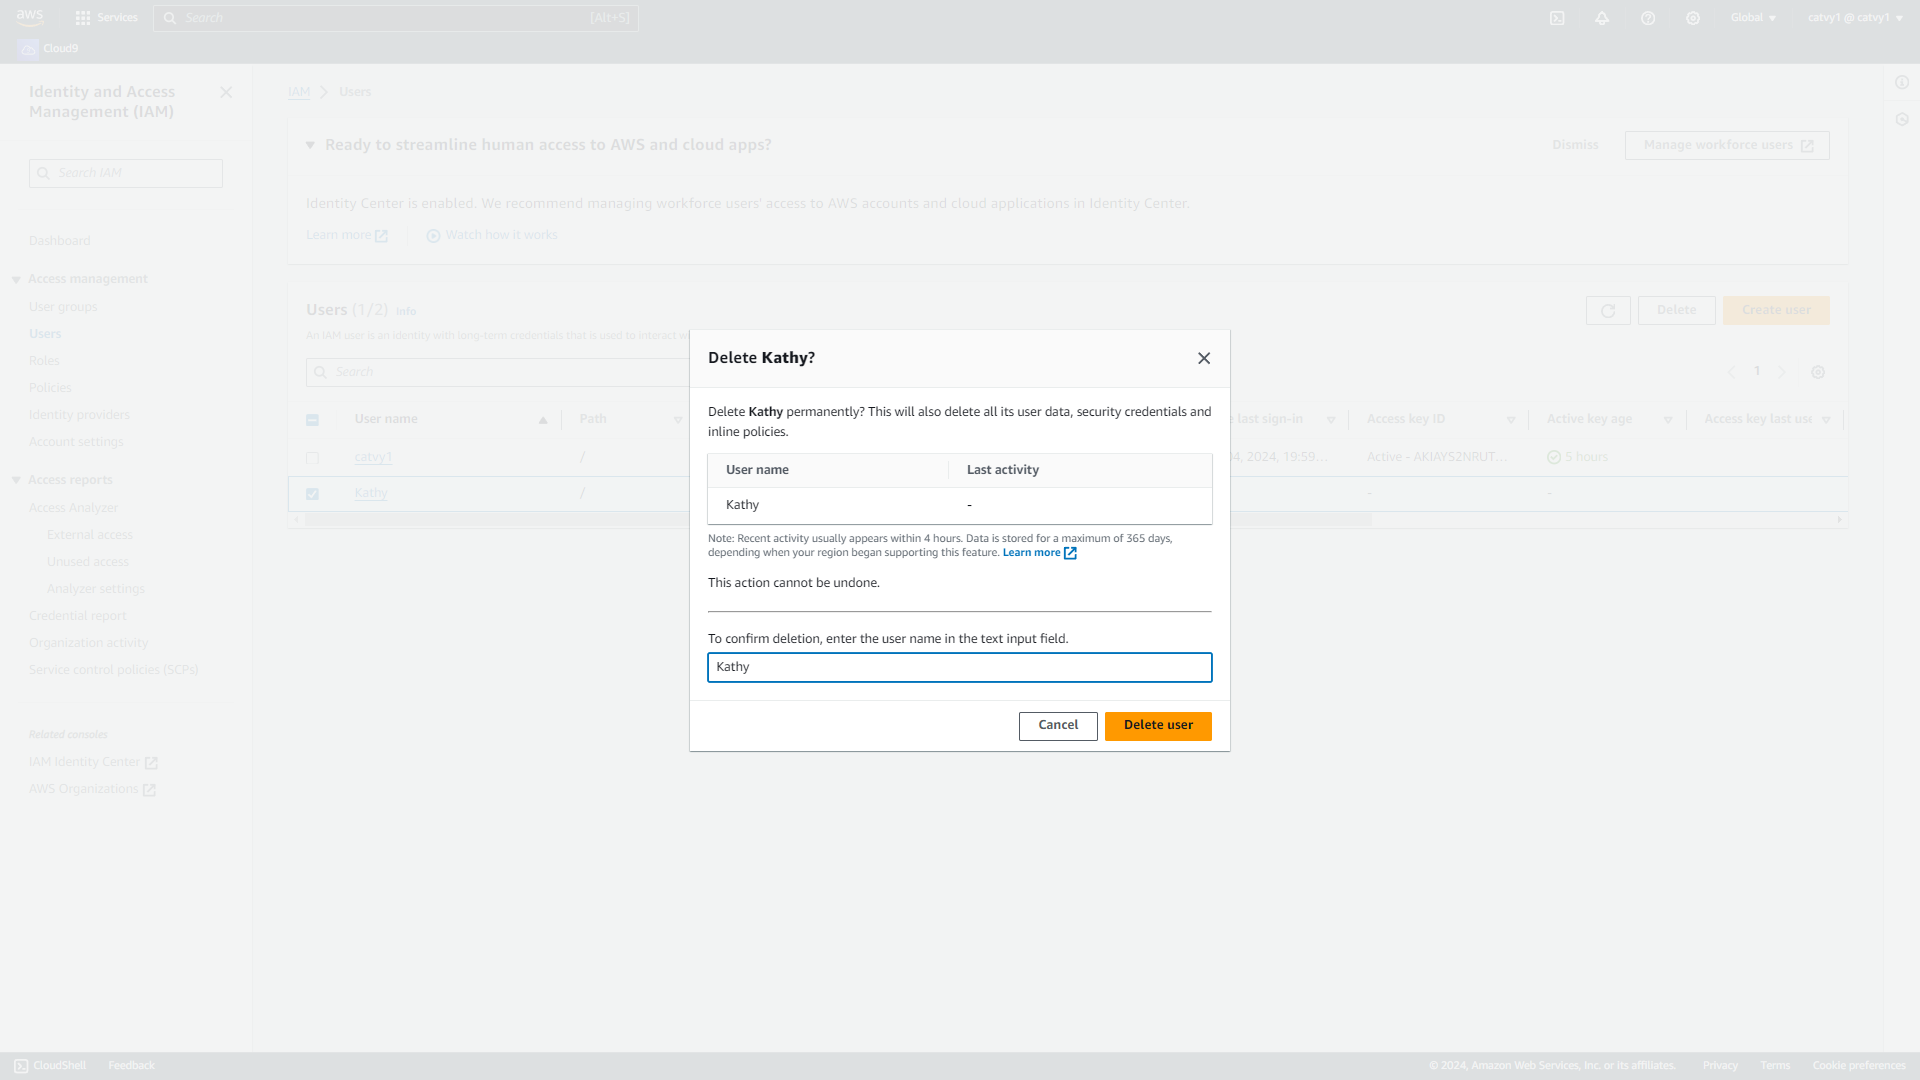 aws
Services
Search
[Alt+S]
Global
catvy1 @ catvy1
Cloud9
Identity and Access
Management (IAM)
Search IAM
Dashboard
Access management
User groups
Users
Roles
Policies
Identity providers
Account settings
Access reports
Access Analyzer
External access
Unused access
Analyzer settings
Credential report
Organization activity
Service control policies (SCPs)
Related consoles
IAM Identity Center
AWS Organizations
IAM
Users
Ready to streamline human access to AWS and cloud apps?
Dismiss
Manage workforce users
Identity Center is enabled. We recommend managing workforce users' access to AWS accounts and cloud applications in Identity Center.
Learn more
Watch how it works
Users (1/2) Info
Delete
Create user
An IAM user is an identity with long-term credentials that is used to interact
Search
1
User name
Path
last sign-in
Access key ID
Active key age
Access key last use
catvy1
/
04, 2024, 19:59...
Active - AKIAYS2NRUT...
5 hours
Kathy
/
-
-
Delete Kathy?
Delete Kathy permanently? This will also delete all its user data, security credentials and
inline policies.
User name
Last activity
Kathy
-
Note: Recent activity usually appears within 4 hours. Data is stored for a maximum of 365 days,
depending when your region began supporting this feature. Learn more
This action cannot be undone.
To confirm deletion, enter the user name in the text input field.
Kathy
Cancel
Delete user
CloudShell
Feedback
© 2024, Amazon Web Services, Inc. or its affiliates.
Privacy
Terms
Cookie preferences